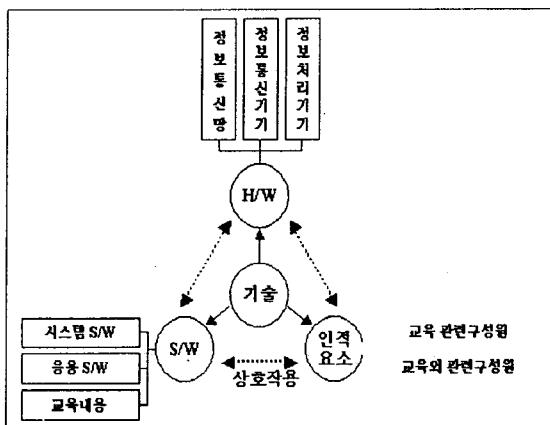 정보통신망
정보통신기기
정보처리기기
H/W
기술
시스템 S/W
응용 S/W
교육내용
S/W
상호작용
인적
요소
교육 관련구성원
교육외 관련구성원